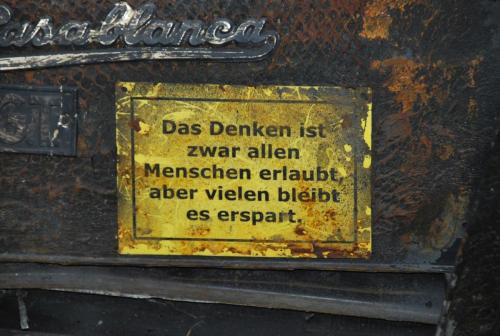 Casablanca
Das Denken ist
zwar allen
Menschen erlaubt,
aber vielen bleibt
es erspart.